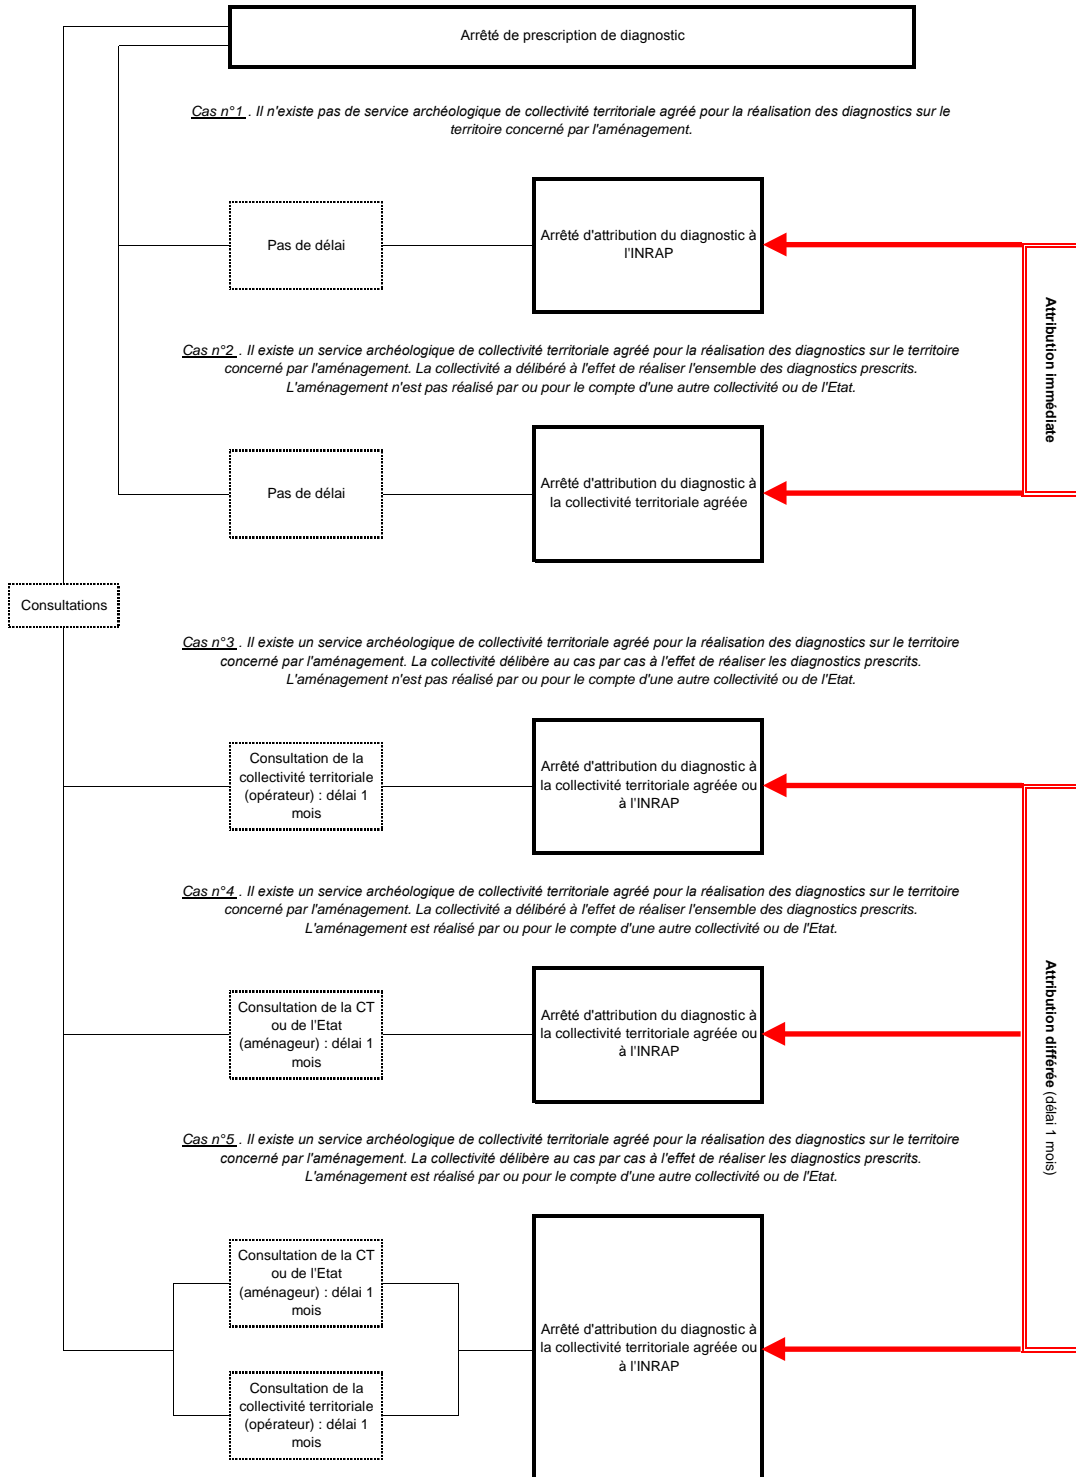 Arrêté de prescription de diagnostic
Cas n°1 . Il n'existe pas de service archéologique de collectivité territoriale agréé pour la réalisation des diagnostics sur le
territoire concerné par l'aménagement.
Pas de délai
Arrêté d'attribution du diagnostic à
l'INRAP
Attribution immédiate
Cas n°2 . Il existe un service archéologique de collectivité territoriale agréé pour la réalisation des diagnostics sur le territoire
concerné par l'aménagement. La collectivité a délibéré à l'effet de réaliser l'ensemble des diagnostics prescrits.
L'aménagement n'est pas réalisé par ou pour le compte d'une autre collectivité ou de l'Etat.
Pas de délai
Arrêté d'attribution du diagnostic à
la collectivité territoriale agréée
Consultations
Cas n°3 . Il existe un service archéologique de collectivité territoriale agréé pour la réalisation des diagnostics sur le territoire
concerné par l'aménagement. La collectivité délibère au cas par cas à l'effet de réaliser les diagnostics prescrits.
L'aménagement n'est pas réalisé par ou pour le compte d'une autre collectivité ou de l'Etat.
Consultation de la
collectivité territoriale
(opérateur) : délai 1
mois
Arrêté d'attribution du diagnostic à
la collectivité territoriale agréée ou
à l'INRAP
Cas n°4 . Il existe un service archéologique de collectivité territoriale agréé pour la réalisation des diagnostics sur le territoire
concerné par l'aménagement. La collectivité a délibéré à l'effet de réaliser l'ensemble des diagnostics prescrits.
L'aménagement est réalisé par ou pour le compte d'une autre collectivité ou de l'Etat.
Consultation de la CT
ou de l'Etat
(aménageur) : délai 1
mois
Arrêté d'attribution du diagnostic à
la collectivité territoriale agréée ou
à l'INRAP
Attribution différée (délai 1 mois)
Cas n°5 . Il existe un service archéologique de collectivité territoriale agréé pour la réalisation des diagnostics sur le territoire
concerné par l'aménagement. La collectivité délibère au cas par cas à l'effet de réaliser les diagnostics prescrits.
L'aménagement est réalisé par ou pour le compte d'une autre collectivité ou de l'Etat.
Consultation de la CT
ou de l'Etat
(aménageur) : délai 1
mois
Arrêté d'attribution du diagnostic à
la collectivité territoriale agréée ou
à l'INRAP
Consultation de la
collectivité territoriale
(opérateur) : délai 1
mois